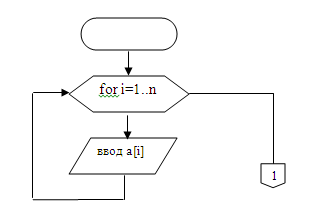 for i=1..n
ввод a[i]
1